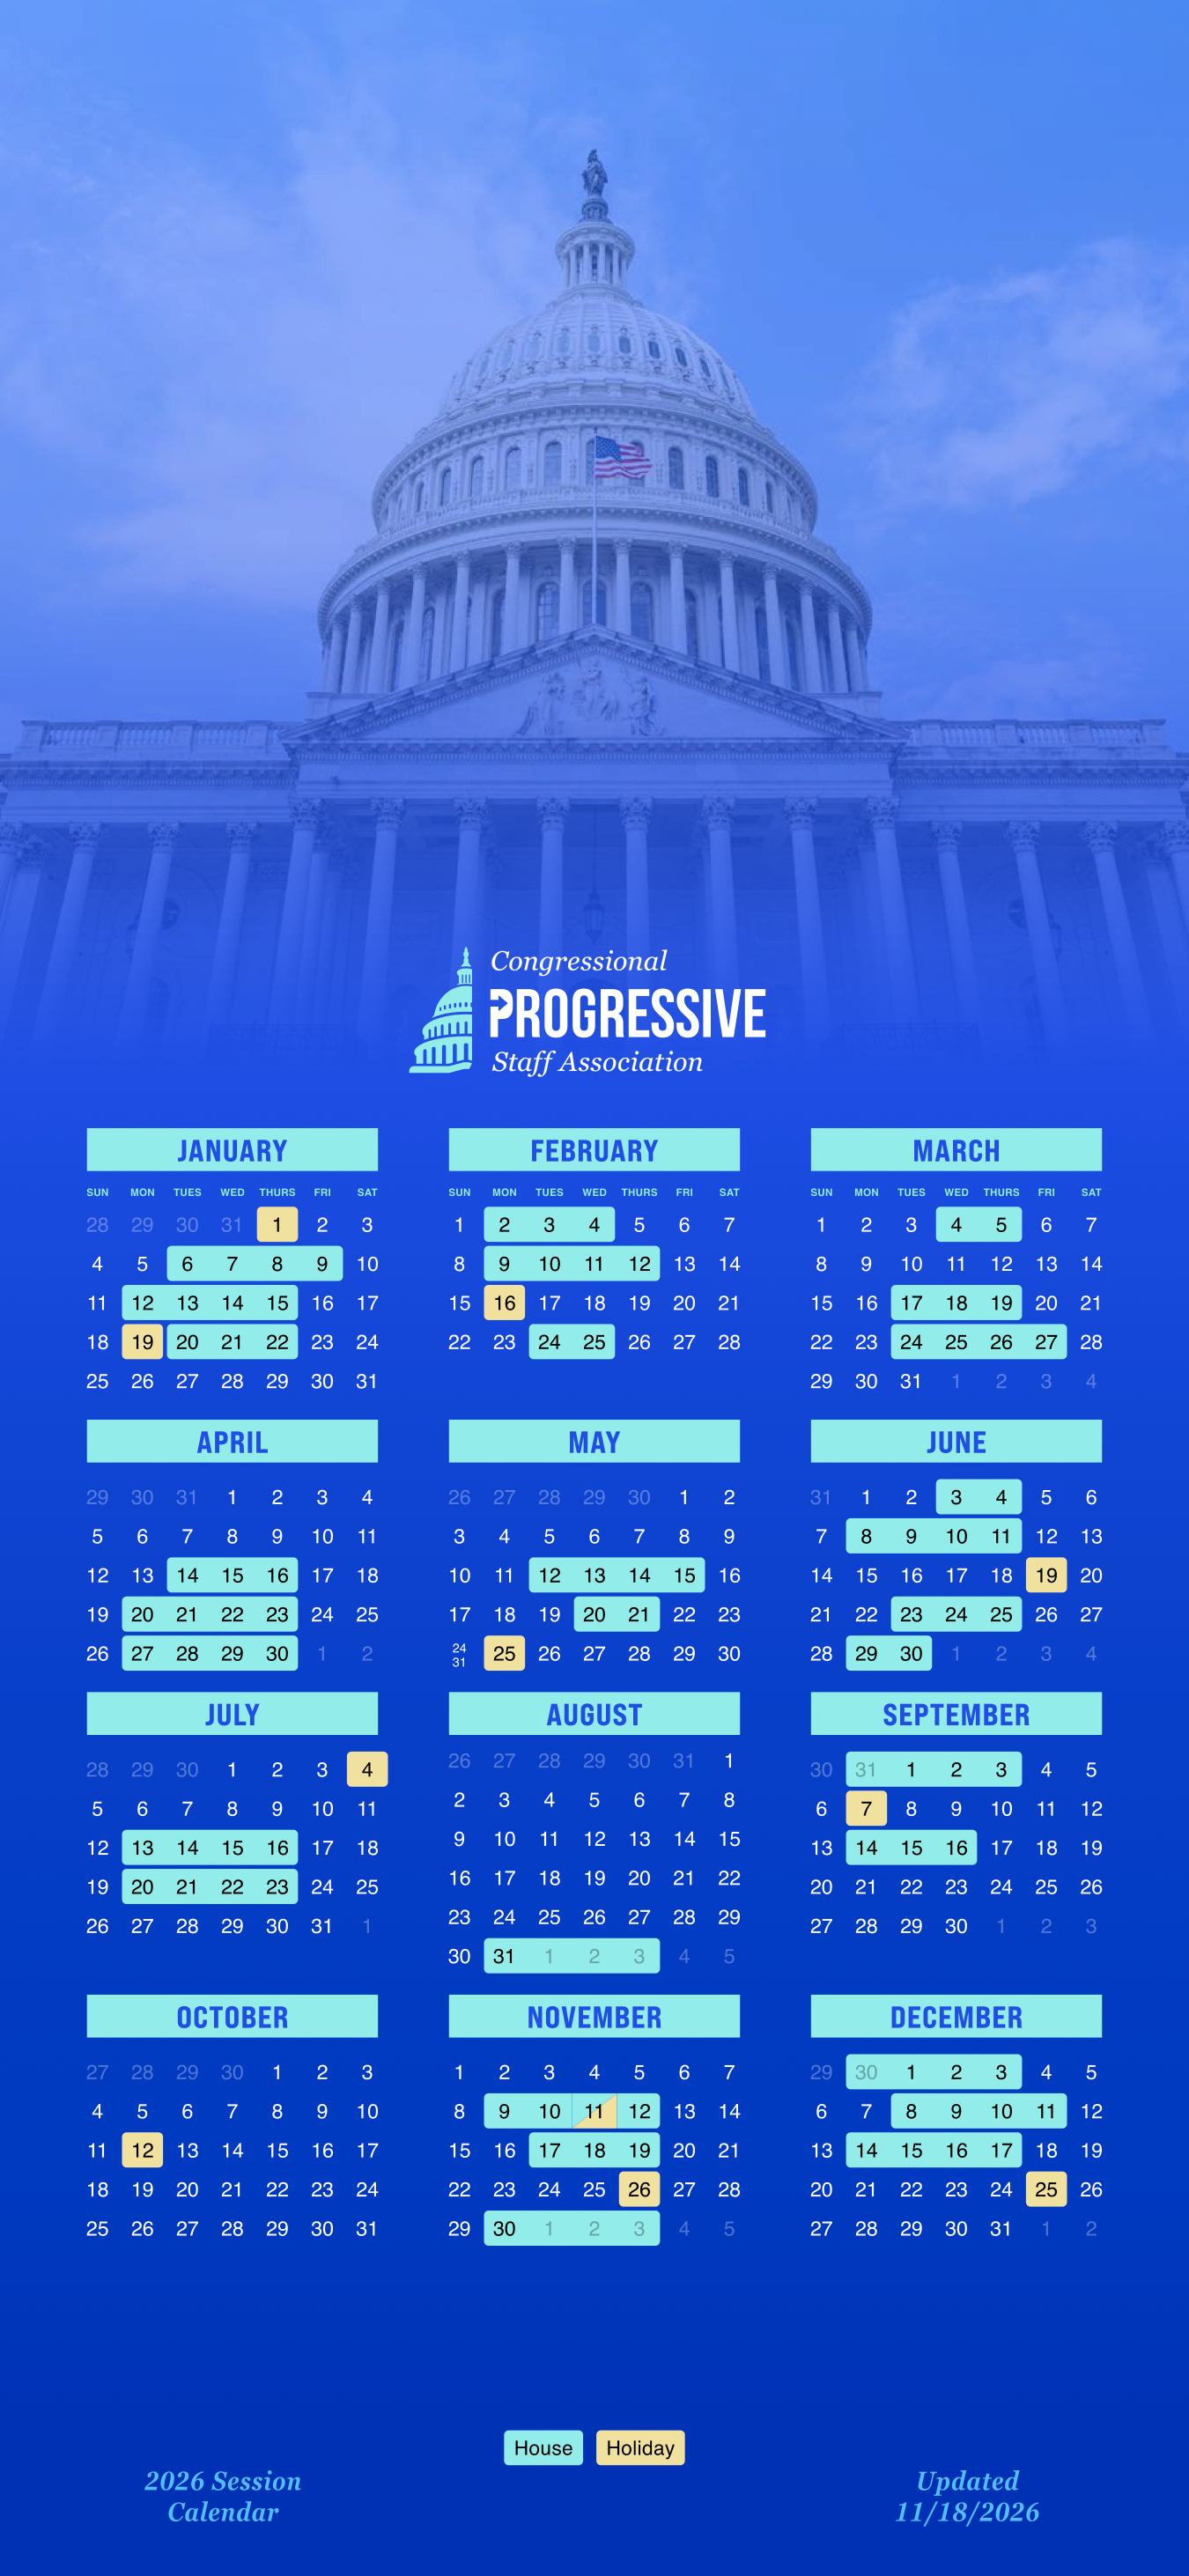 Congressional
PROGRESSIVE
Staff Association
JANUARY
SUN MON TUES WED THURS FRI SAT
28 29 30 31 1 2 3
4 5 6 7 8 9 10
11 12 13 14 15 16 17
18 19 20 21 22 23 24
25 26 27 28 29 30 31
FEBRUARY
SUN MON TUES WED THURS FRI SAT
1 2 3 4 5 6 7
8 9 10 11 12 13 14
15 16 17 18 19 20 21
22 23 24 25 26 27 28
MARCH
SUN MON TUES WED THURS FRI SAT
1 2 3 4 5 6 7
8 9 10 11 12 13 14
15 16 17 18 19 20 21
22 23 24 25 26 27 28
29 30 31 1 2 3 4
APRIL
29 30 31 1 2 3 4
5 6 7 8 9 10 11
12 13 14 15 16 17 18
19 20 21 22 23 24 25
26 27 28 29 30 1 2
MAY
26 27 28 29 30 1 2
3 4 5 6 7 8 9
10 11 12 13 14 15 16
17 18 19 20 21 22 23
24 25 26 27 28 29 30
31
JUNE
31 1 2 3 4 5 6
7 8 9 10 11 12 13
14 15 16 17 18 19 20
21 22 23 24 25 26 27
28 29 30 1 2 3 4
JULY
28 29 30 1 2 3 4
5 6 7 8 9 10 11
12 13 14 15 16 17 18
19 20 21 22 23 24 25
26 27 28 29 30 31 1
AUGUST
26 27 28 29 30 31 1
2 3 4 5 6 7 8
9 10 11 12 13 14 15
16 17 18 19 20 21 22
23 24 25 26 27 28 29
30 31 1 2 3 4 5
SEPTEMBER
30 31 1 2 3 4 5
6 7 8 9 10 11 12
13 14 15 16 17 18 19
20 21 22 23 24 25 26
27 28 29 30 1 2 3
OCTOBER
27 28 29 30 1 2 3
4 5 6 7 8 9 10
11 12 13 14 15 16 17
18 19 20 21 22 23 24
25 26 27 28 29 30 31
NOVEMBER
1 2 3 4 5 6 7
8 9 10 11 12 13 14
15 16 17 18 19 20 21
22 23 24 25 26 27 28
29 30 1 2 3 4 5
DECEMBER
29 30 1 2 3 4 5
6 7 8 9 10 11 12
13 14 15 16 17 18 19
20 21 22 23 24 25 26
27 28 29 30 31 1 2
House Holiday
2026 Session
Calendar
Updated
11/18/2026